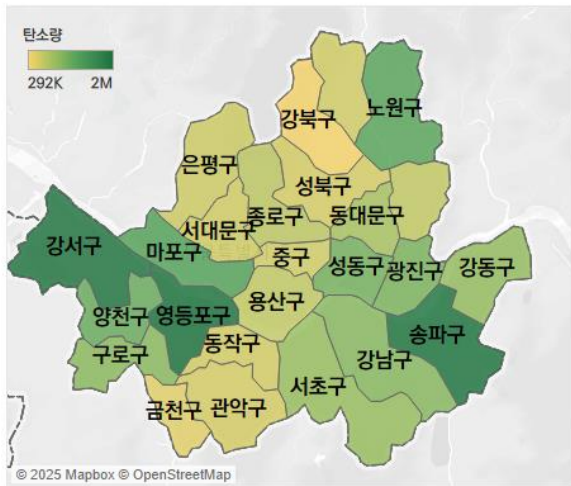 탄소량
292K 2M
노원구
강북구
은평구
성북구
서대문구
종로구
동대문구
강서구
마포구
중구
성동구
광진구
강동구
양천구
영등포구
용산구
송파구
구로구
동작구
강남구
서초구
금천구
관악구
© 2025 Mapbox © OpenStreetMap